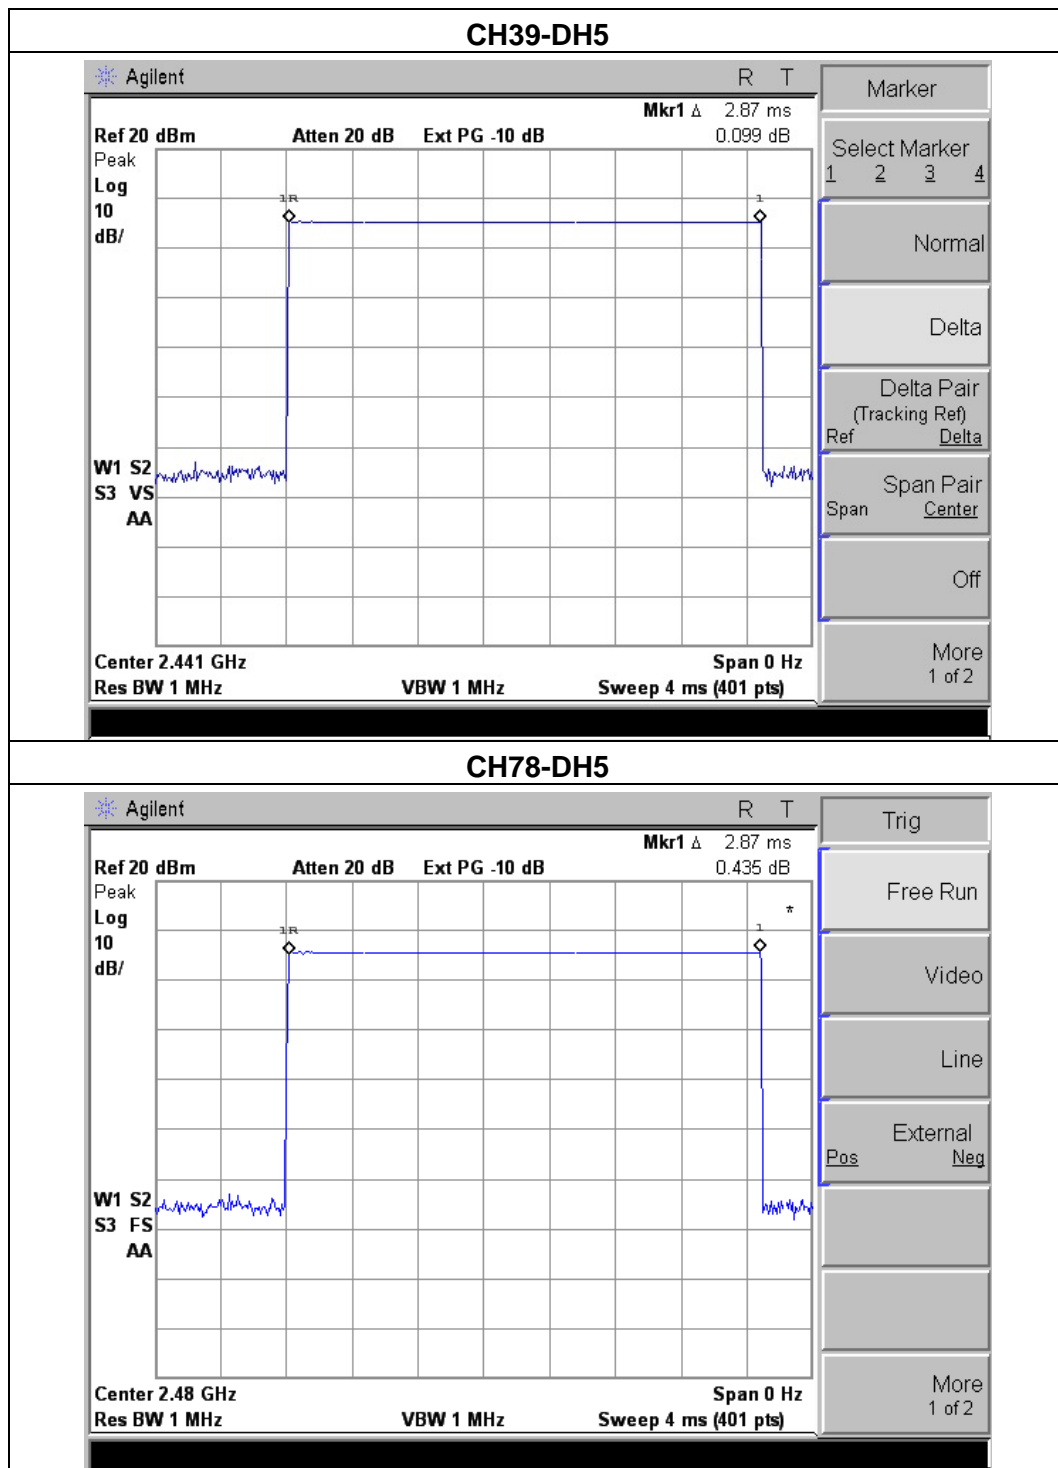 CH39-DH5
Agilent R T
Marker
Mkr1 Δ 2.87 ms
Ref 20 dBm Atten 20 dB Ext PG -10 dB 0.099 dB
Peak
Log
10
dB/
1R 1
W1 S2
S3 VS
AA
Center 2.441 GHz Span 0 Hz
Res BW 1 MHz VBW 1 MHz Sweep 4 ms (401 pts)
Select Marker
1 2 3 4
Normal
Delta
Delta Pair
(Tracking Ref)
Ref Delta
Span Pair
Span Center
Off
More
1 of 2
CH78-DH5
Agilent R T
Trig
Mkr1 Δ 2.87 ms
Ref 20 dBm Atten 20 dB Ext PG -10 dB 0.435 dB
Peak
Log
10
dB/
*
1R 1
W1 S2
S3 FS
AA
Center 2.48 GHz Span 0 Hz
Res BW 1 MHz VBW 1 MHz Sweep 4 ms (401 pts)
Free Run
Video
Line
External
Pos Neg
More
1 of 2